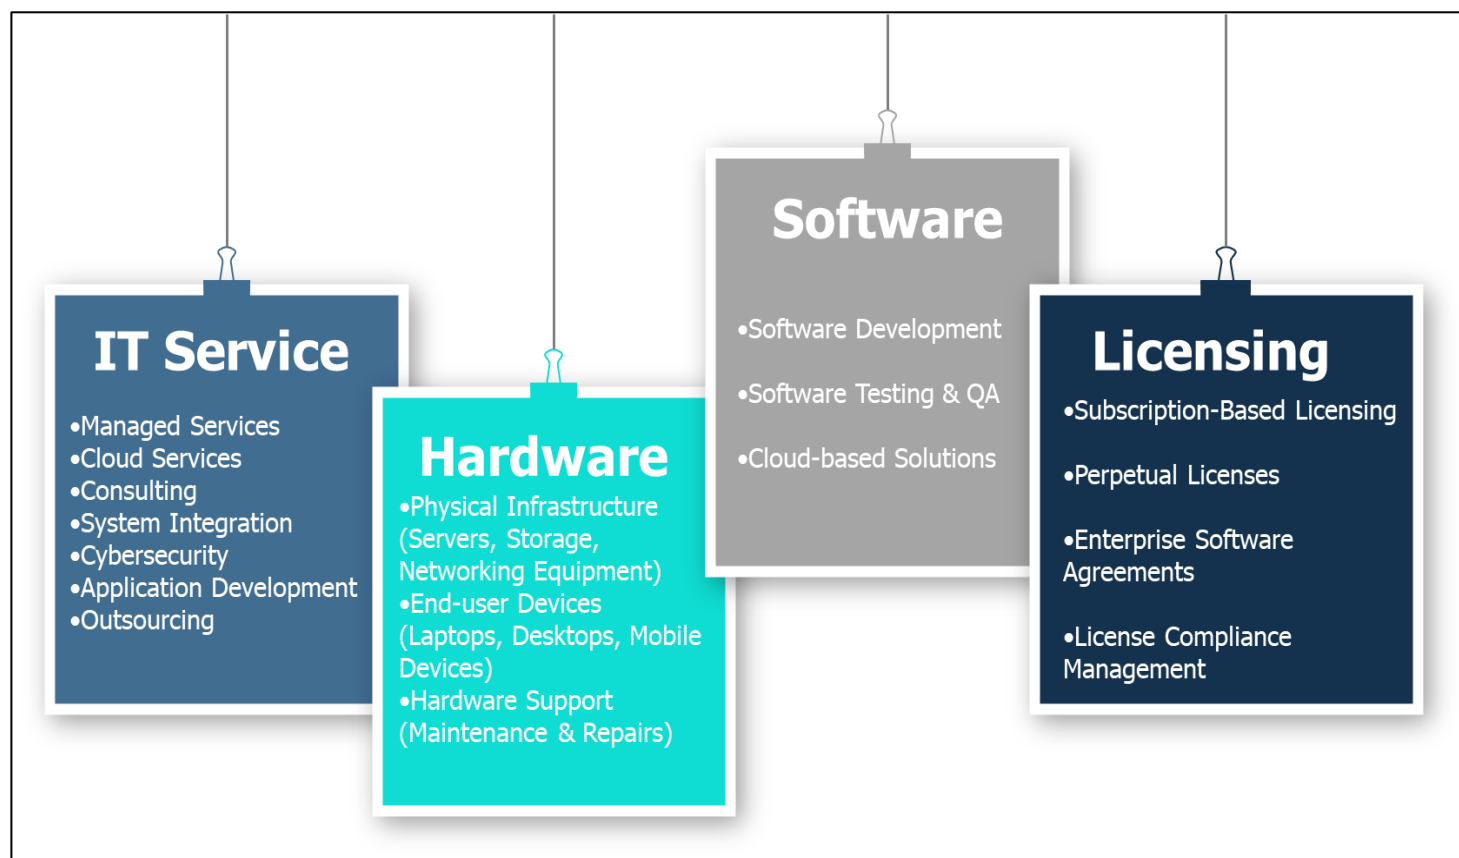 IT Service
•Managed Services
•Cloud Services
•Consulting
•System Integration
•Cybersecurity
•Application Development
•Outsourcing
Hardware
•Physical Infrastructure
(Servers, Storage,
Networking Equipment)
•End-user Devices
(Laptops, Desktops, Mobile
Devices)
•Hardware Support
(Maintenance & Repairs)
Software
•Software Development
•Software Testing & QA
•Cloud-based Solutions
Licensing
•Subscription-Based Licensing
•Perpetual Licenses
•Enterprise Software
Agreements
•License Compliance
Management